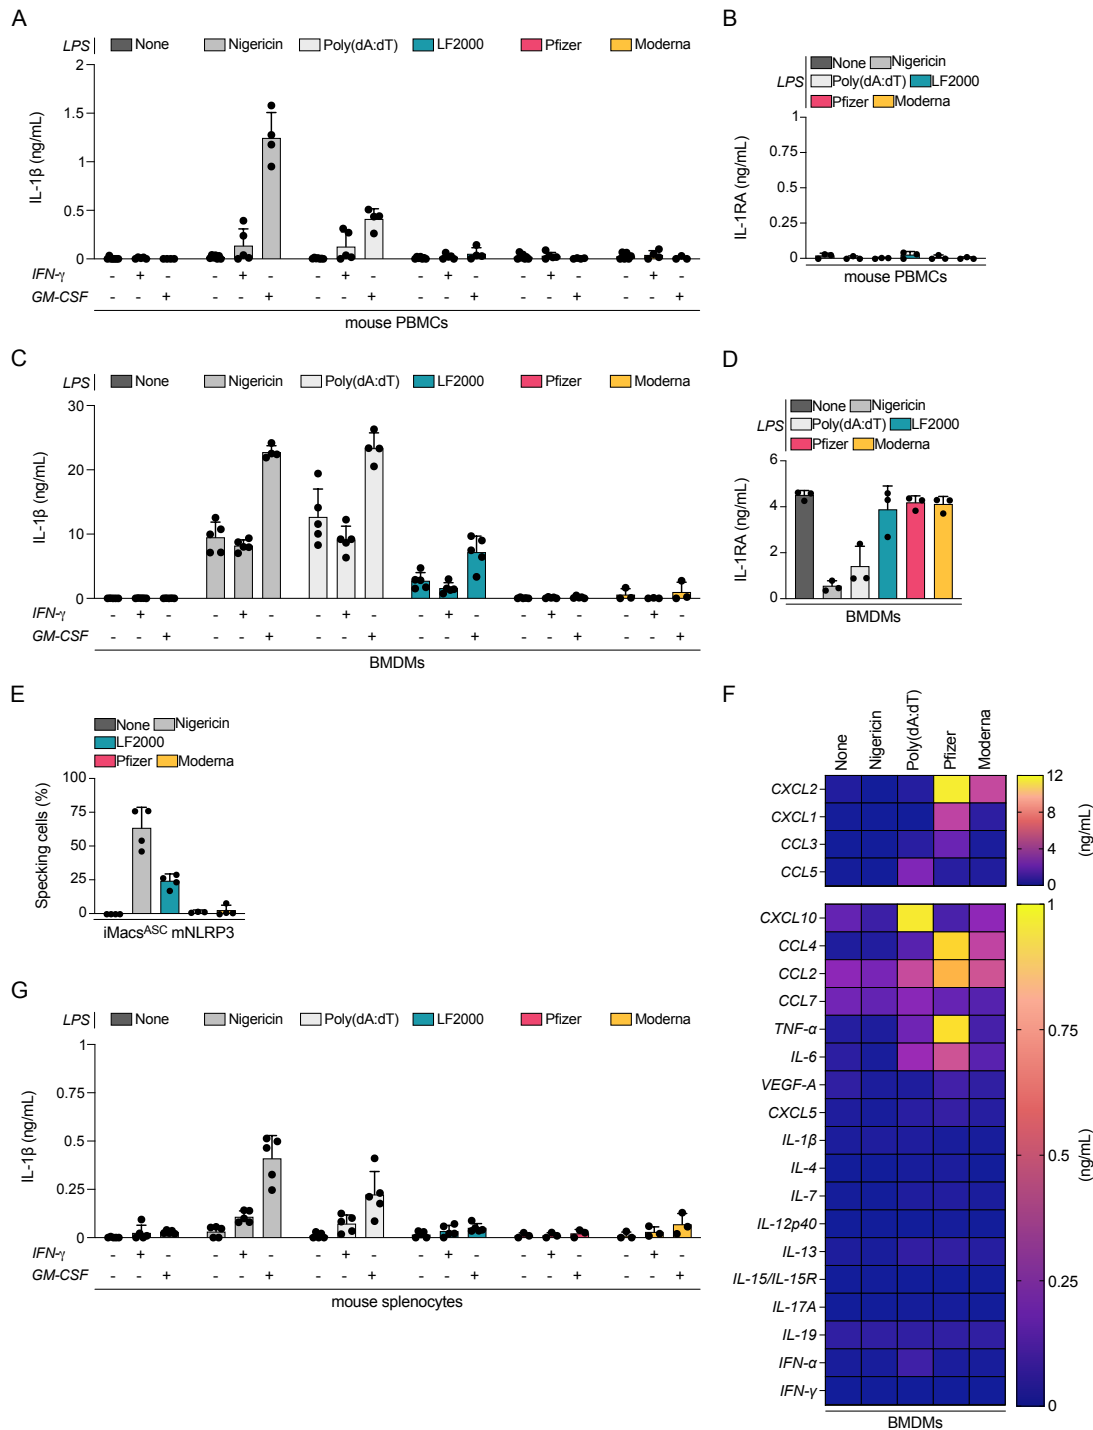 A
LPS None Nigericin Poly(dA:dT) LF2000 Pfizer Moderna
IL-1β (ng/mL)
2
1.5
1
0.5
0
IFN-γ - + - - + - - + - - + - - + - - + -
GM-CSF - - + - - + - - + - - + - - + - - +
mouse PBMCs
B
None Nigericin
LPS Poly(dA:dT) LF2000
Pfizer Moderna
IL-1RA (ng/mL)
1
0.75
0.5
0.25
0
mouse PBMCs
C
LPS None Nigericin Poly(dA:dT) LF2000 Pfizer Moderna
IL-1β (ng/mL)
30
20
10
0
IFN-γ - + - - + - - + - - + - - + - - + -
GM-CSF - - + - - + - - + - - + - - + - - +
BMDMs
D
None Nigericin
LPS Poly(dA:dT) LF2000
Pfizer Moderna
IL-1RA (ng/mL)
6
4
2
0
BMDMs
E
None Nigericin
LF2000
Pfizer Moderna
Specking cells (%)
100
75
50
25
0
iMacsASC mNLRP3
F
None Nigericin Poly(dA:dT) Pfizer Moderna
CXCL2
CXCL1
CCL3
CCL5
12
8
4
0
(ng/mL)
CXCL10
CCL4
CCL2
CCL7
TNF-α
IL-6
VEGF-A
CXCL5
IL-1β
IL-4
IL-7
IL-12p40
IL-13
IL-15/IL-15R
IL-17A
IL-19
IFN-α
IFN-γ
1
0.75
0.5
0.25
0
(ng/mL)
BMDMs
G
LPS None Nigericin Poly(dA:dT) LF2000 Pfizer Moderna
IL-1β (ng/mL)
1
0.75
0.5
0.25
0
IFN-γ - + - - + - - + - - + - - + - - + -
GM-CSF - - + - - + - - + - - + - - + - - +
mouse splenocytes